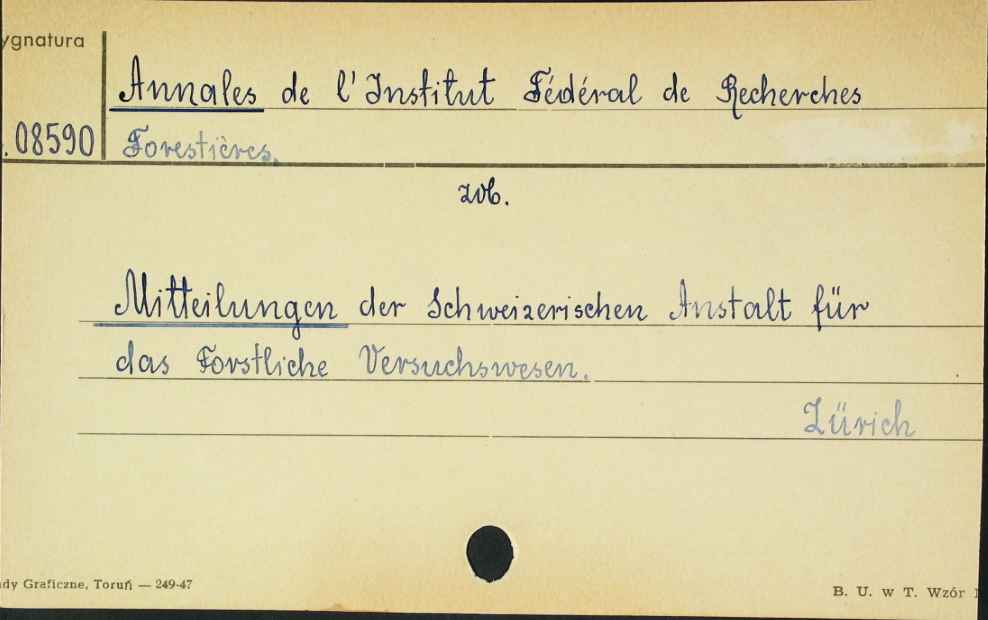 ygnatura
Annales de l'Institut Fédéral de Recherches
.08590
Forestières.
zob.
Mitteilungen der Schweizerischen Anstalt für
das Forstliche Versuchswesen.
Zürich
dy Graficzne, Toruń — 249-47
B. U. w T. Wzór